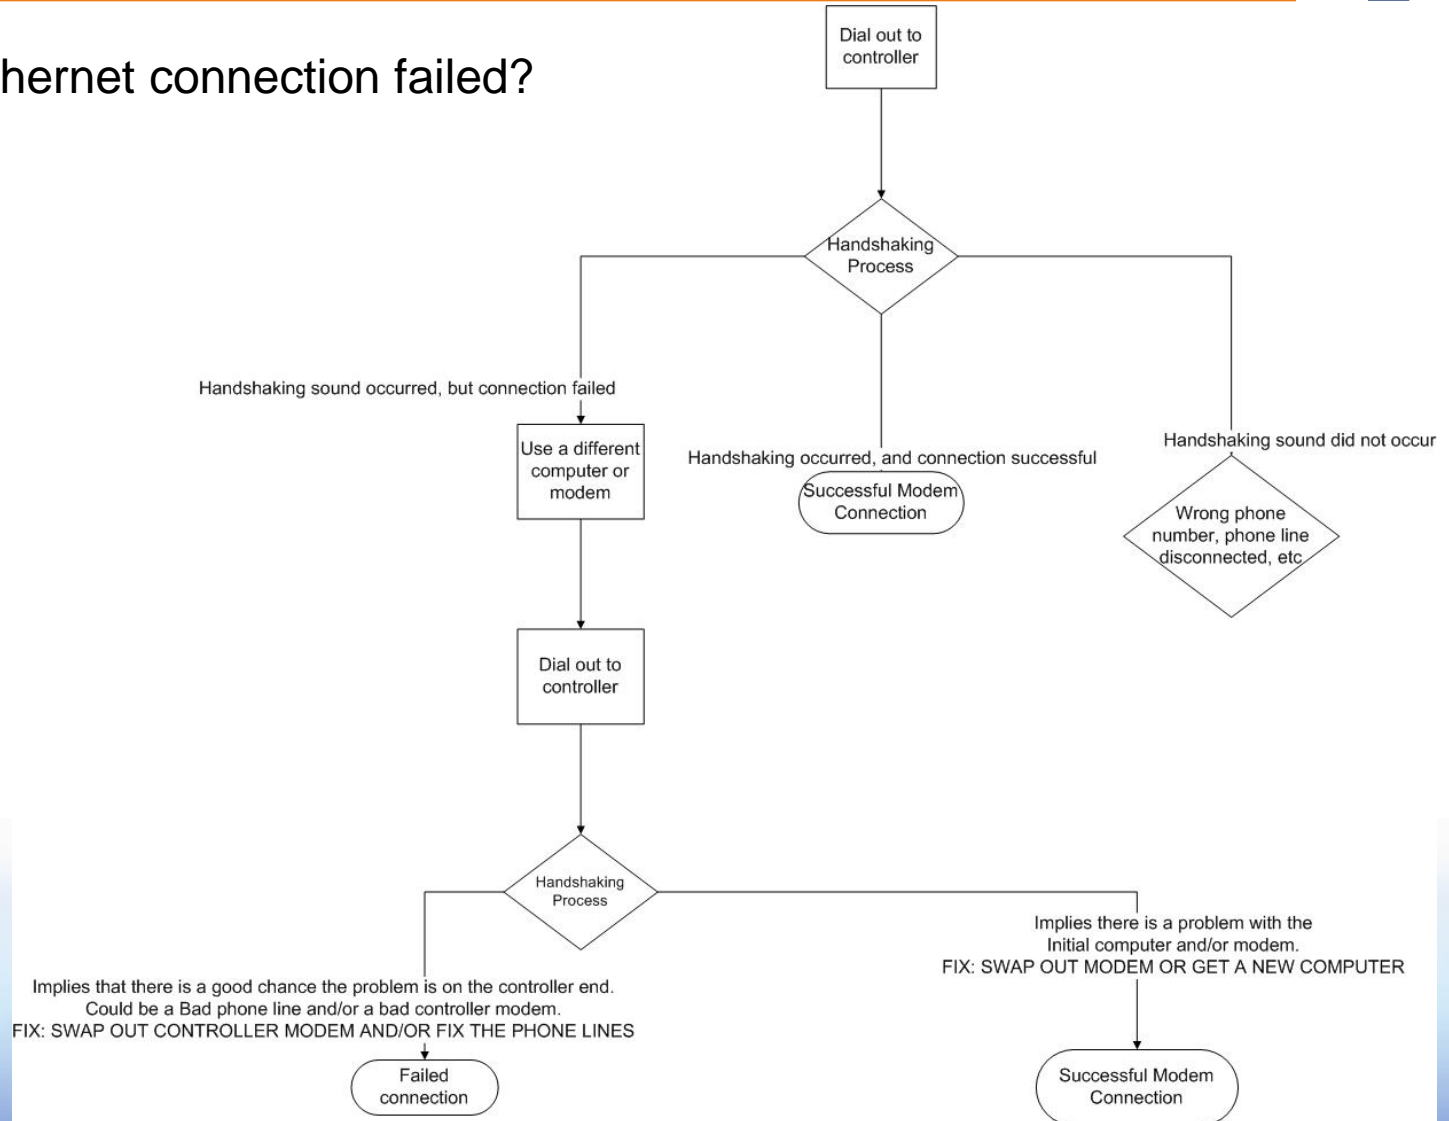 hernet connection failed?
Dial out to
controller
Handshaking
Process
Handshaking sound occurred, but connection failed
Use a different
computer or
modem
Handshaking occurred, and connection successful
Successful Modem
Connection
Handshaking sound did not occur
Wrong phone
number, phone line
disconnected, etc
Dial out to
controller
Handshaking
Process
Implies that there is a good chance the problem is on the controller end.
Could be a Bad phone line and/or a bad controller modem.
FIX: SWAP OUT CONTROLLER MODEM AND/OR FIX THE PHONE LINES
Failed
connection
Implies there is a problem with the
Initial computer and/or modem.
FIX: SWAP OUT MODEM OR GET A NEW COMPUTER
Successful Modem
Connection